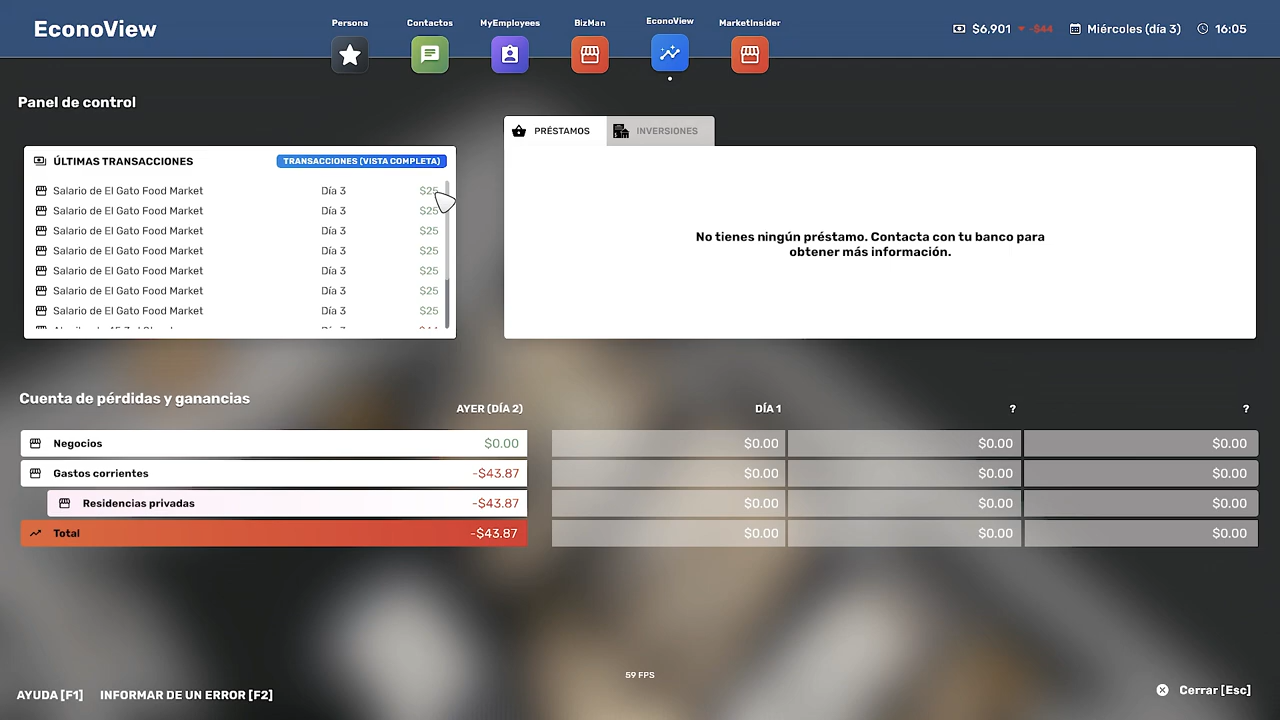 EconoView
Persona
Contactos
MyEmployees
BizMan
EconoView
MarketInsider
$6,901 -$44
Miércoles (día 3)
16:05
Panel de control
ÚLTIMAS TRANSACCIONES
TRANSACCIONES (VISTA COMPLETA)
Salario de El Gato Food Market Día 3 $25
Salario de El Gato Food Market Día 3 $25
Salario de El Gato Food Market Día 3 $25
Salario de El Gato Food Market Día 3 $25
Salario de El Gato Food Market Día 3 $25
Salario de El Gato Food Market Día 3 $25
Salario de El Gato Food Market Día 3 $25
PRÉSTAMOS
INVERSIONES
No tienes ningún préstamo. Contacta con tu banco para
obtener más información.
Cuenta de pérdidas y ganancias
AYER (DÍA 2) DÍA 1 ? ?
Negocios $0.00 $0.00 $0.00 $0.00
Gastos corrientes -$43.87 $0.00 $0.00 $0.00
Residencias privadas -$43.87 $0.00 $0.00 $0.00
Total -$43.87 $0.00 $0.00 $0.00
59 FPS
AYUDA [F1]
INFORMAR DE UN ERROR [F2]
Cerrar [Esc]